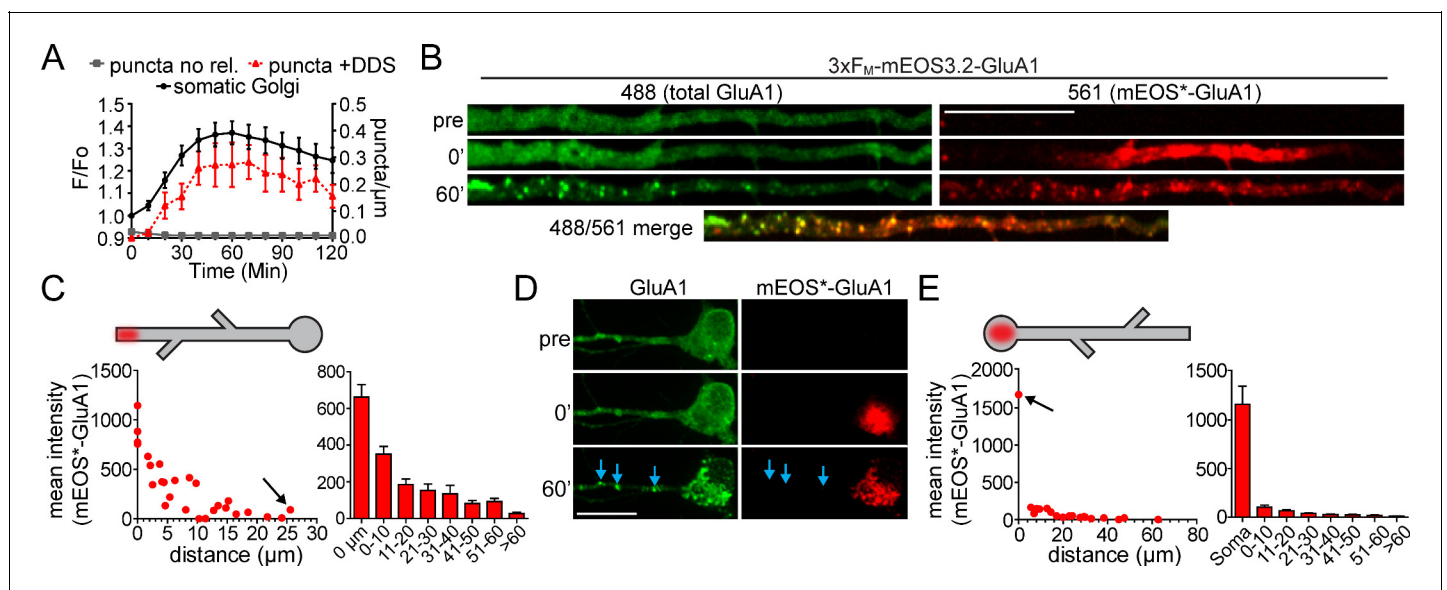 A
puncta no rel. puncta +DDS
somatic Golgi
F/Fo
1.5
1.4
1.3
1.2
1.1
1.0
0.9
0.5
0.4
0.3
0.2
0.1
0.0
puncta/µm
0 30 60 90 120
Time (Min)
B
3xFM-mEOS3.2-GluA1
488 (total GluA1) 561 (mEOS*-GluA1)
pre
0'
60'
488/561 merge
C
mean intensity
(mEOS*-GluA1)
1500
1000
500
0
0 5 10 15 20 25 30
distance (µm)
800
600
400
200
0
0 µm 0-10 11-20 21-30 31-40 41-50 51-60 >60
D
GluA1 mEOS*-GluA1
pre
0'
60'
E
mean intensity
(mEOS*-GluA1)
2000
1500
1000
500
0
0 20 40 60 80
distance (µm)
1500
1000
500
0
Soma 0-10 11-20 21-30 31-40 41-50 51-60 >60